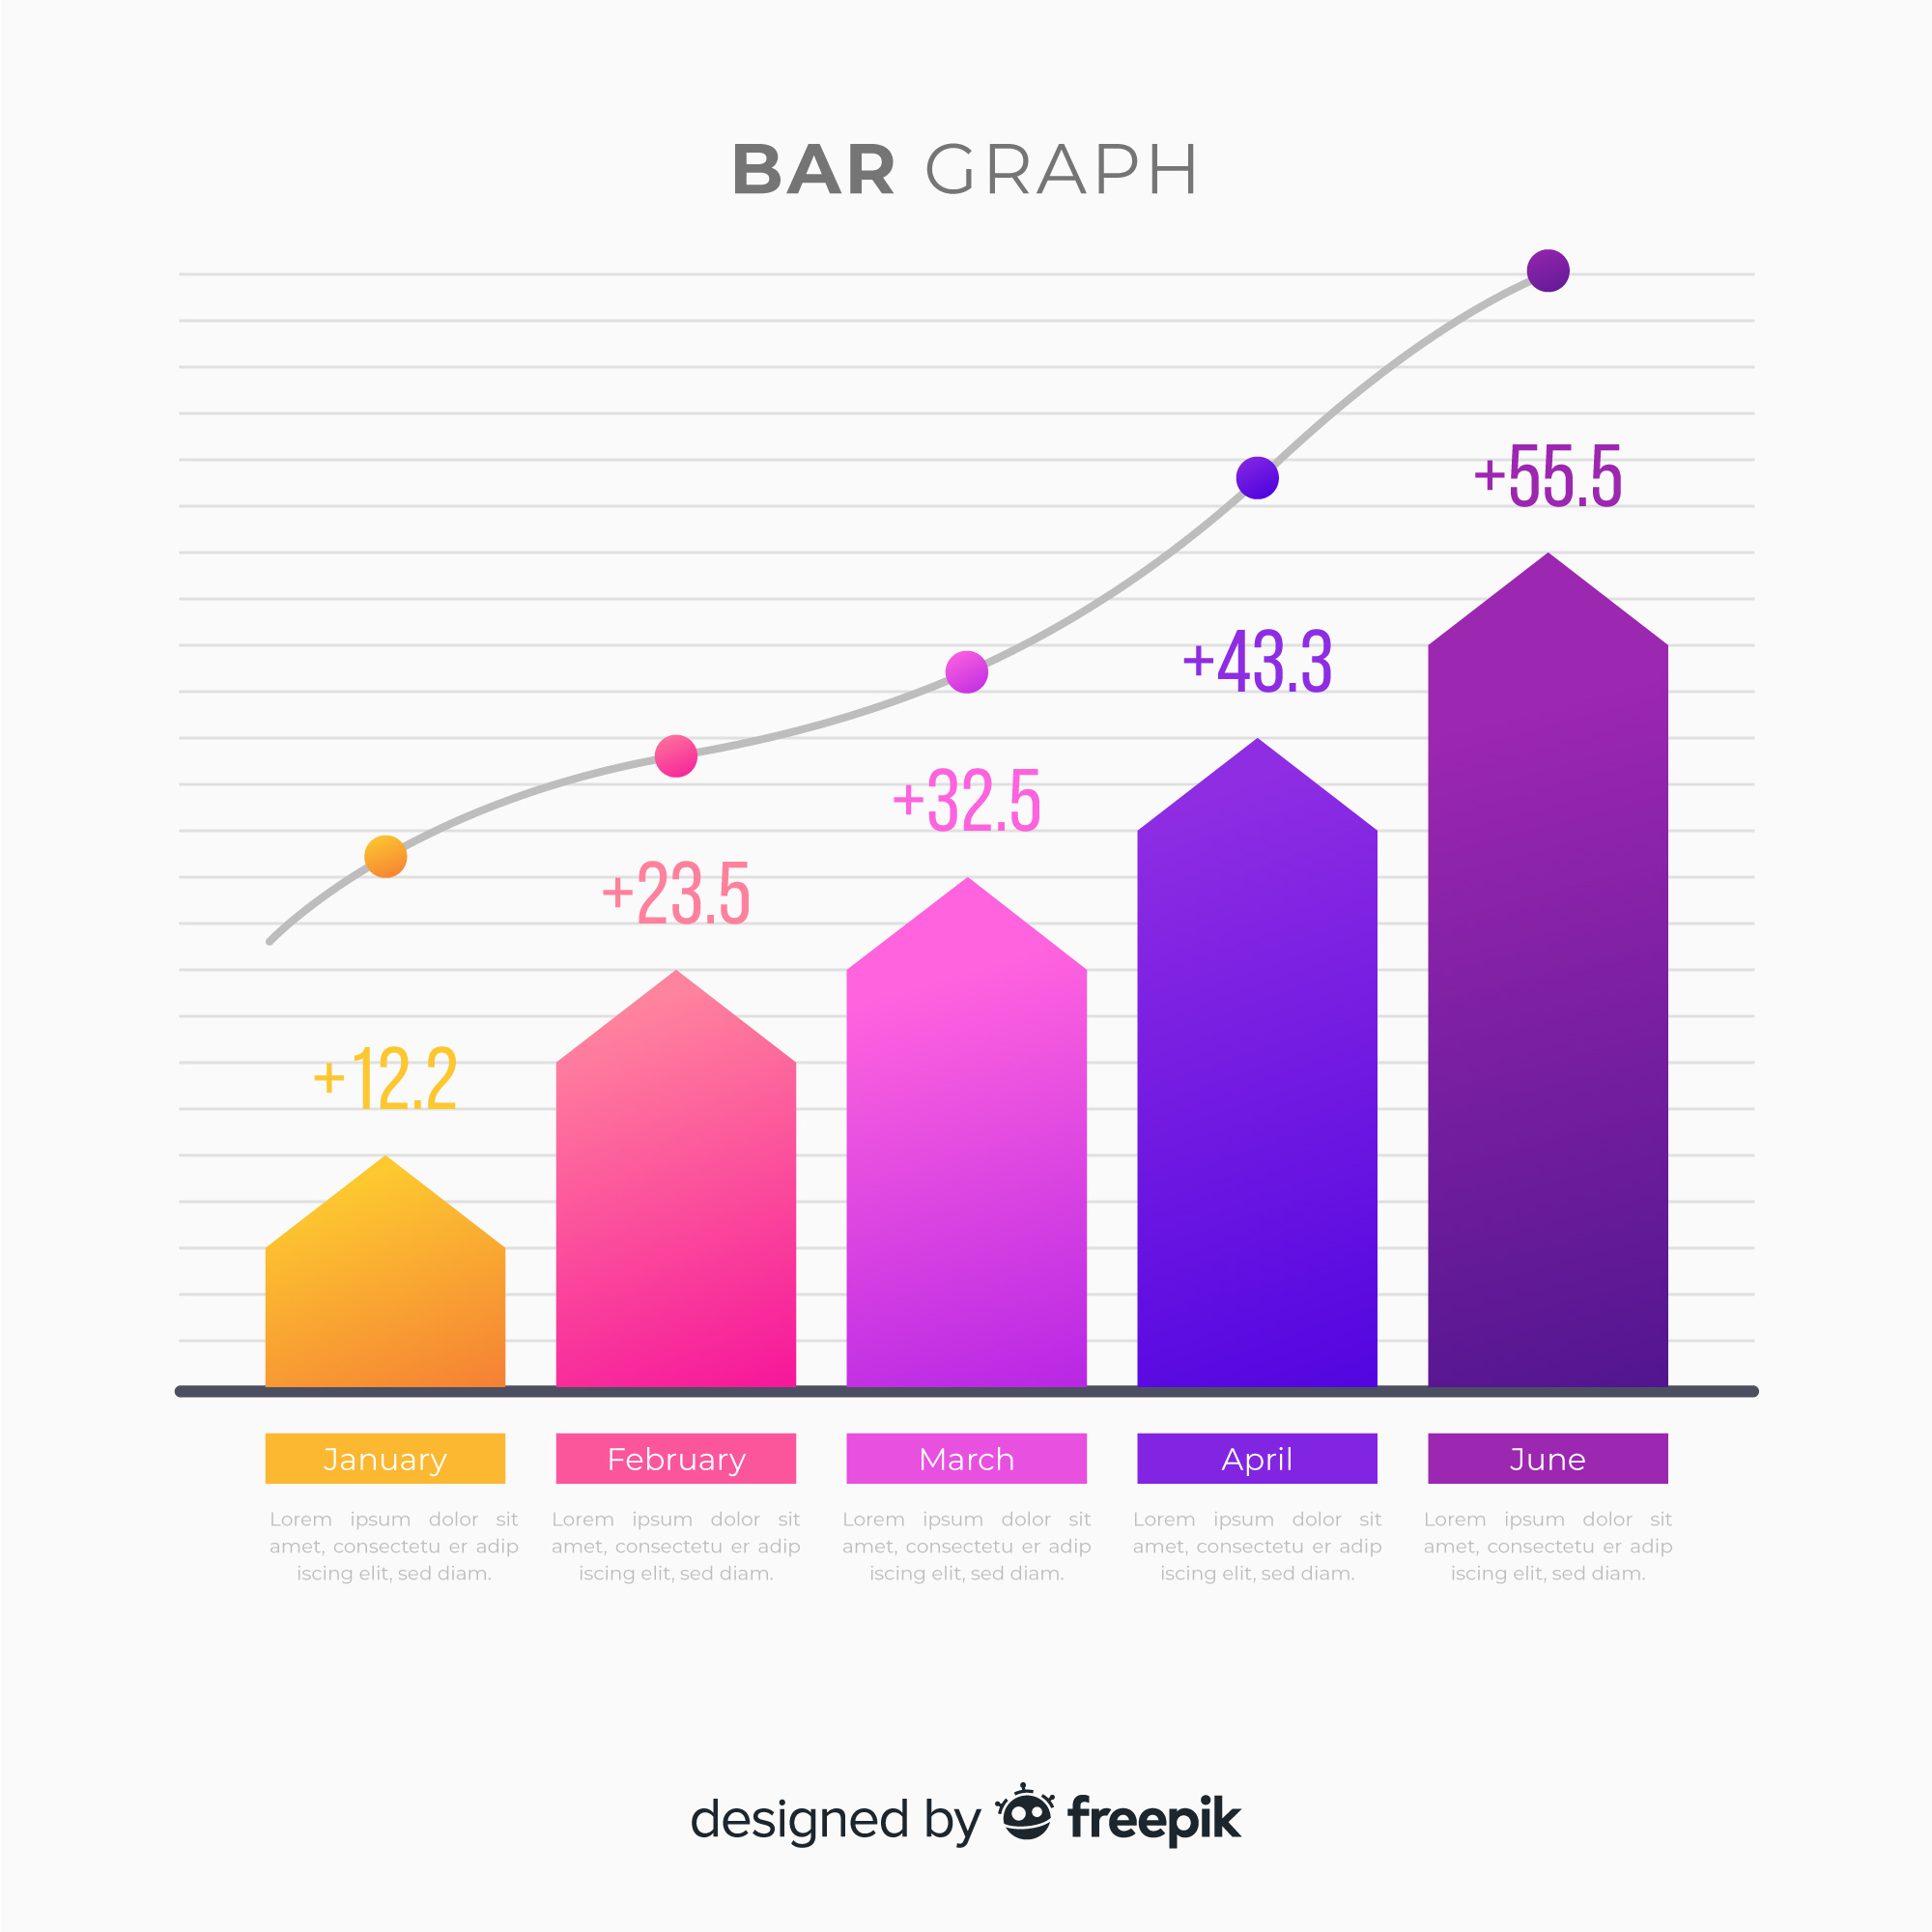 BAR GRAPH
+55.5
+43.3
+32.5
+23.5
+12.2
January February March April June
Lorem ipsum dolor sit
amet, consectetu er adip
iscing elit, sed diam.
Lorem ipsum dolor sit
amet, consectetu er adip
iscing elit, sed diam.
Lorem ipsum dolor sit
amet, consectetu er adip
iscing elit, sed diam.
Lorem ipsum dolor sit
amet, consectetu er adip
iscing elit, sed diam.
Lorem ipsum dolor sit
amet, consectetu er adip
iscing elit, sed diam.
designed by freepik